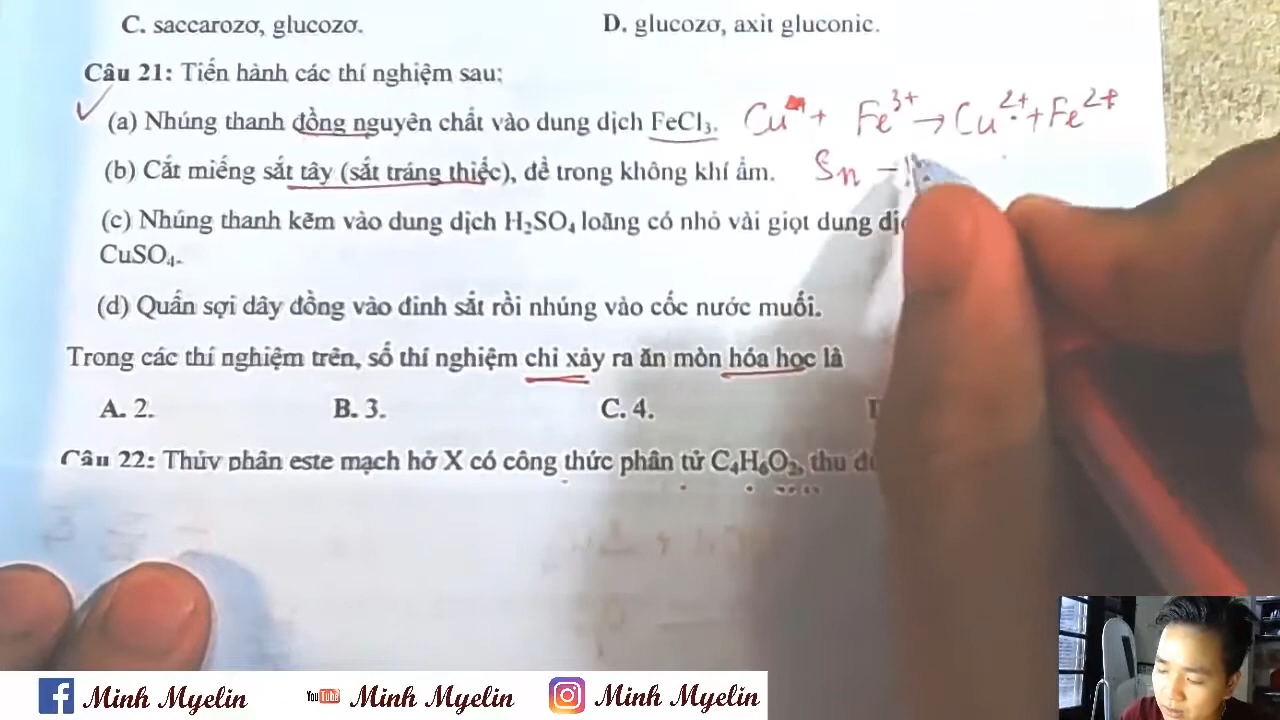 C. saccarozơ, glucozơ. D. glucozơ, axit gluconic.
Câu 21: Tiến hành các thí nghiệm sau:
(a) Nhúng thanh đồng nguyên chất vào dung dịch FeCl₃. Cu + Fe³⁺ → Cu²⁺ + Fe²⁺
(b) Cắt miếng sắt tây (sắt tráng thiếc), để trong không khí ẩm. Sn –
(c) Nhúng thanh kẽm vào dung dịch H₂SO₄ loãng có nhỏ vài giọt dung
CuSO₄.
(d) Quấn sợi dây đồng vào đinh sắt rồi nhúng vào cốc nước muối.
Trong các thí nghiệm trên, số thí nghiệm chỉ xảy ra ăn mòn hóa học là
A. 2. B. 3. C. 4.
Câu 22: Thủy phân este mạch hở X có công thức phân tử C₄H₆O₂, thu
Minh Myelin YouTube Minh Myelin Minh Myelin